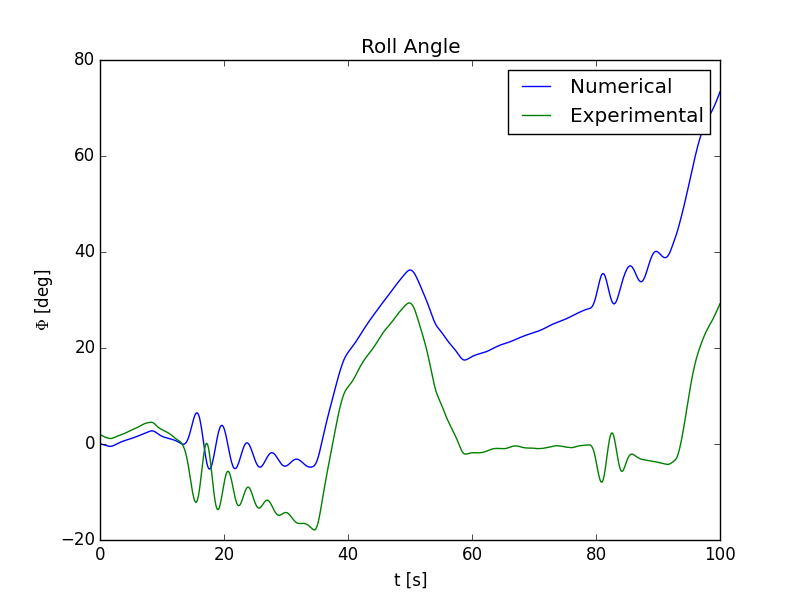 Roll Angle
80
Numerical
Experimental
60
40
Φ [deg]
20
0
−20
0 20 40 60 80 100
t [s]